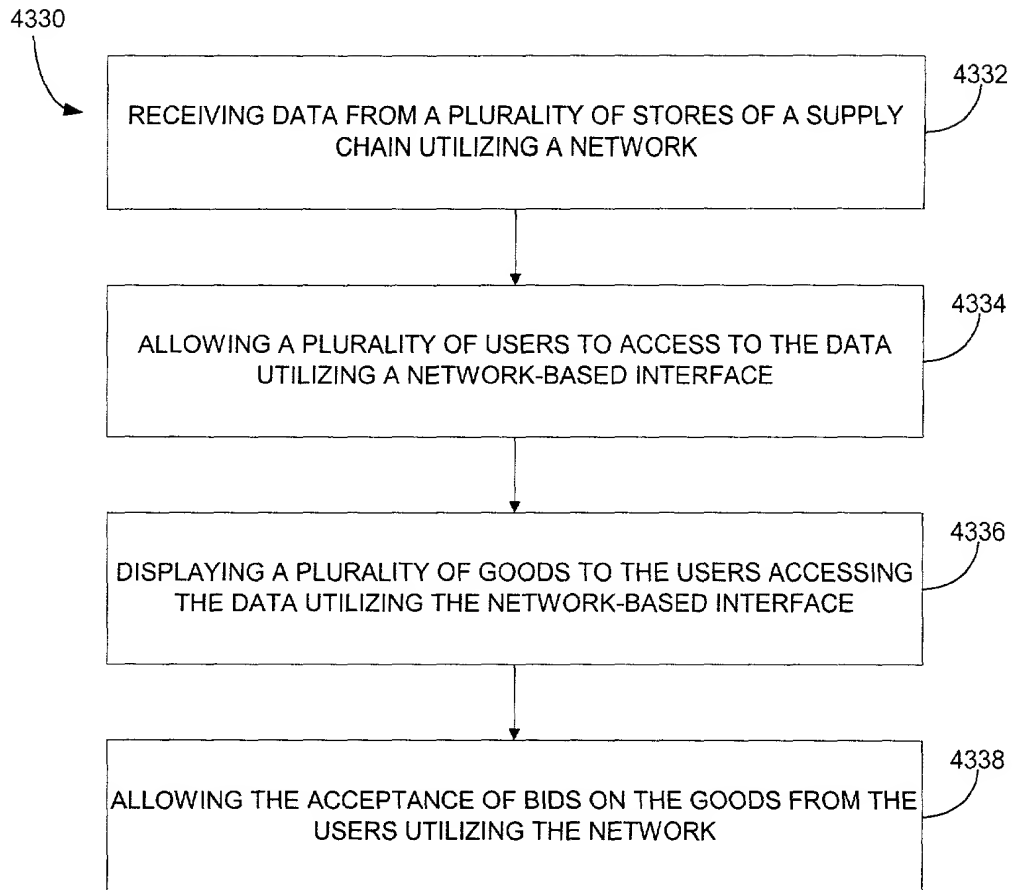 4330
4332
RECEIVING DATA FROM A PLURALITY OF STORES OF A SUPPLY
CHAIN UTILIZING A NETWORK
4334
ALLOWING A PLURALITY OF USERS TO ACCESS TO THE DATA
UTILIZING A NETWORK-BASED INTERFACE
4336
DISPLAYING A PLURALITY OF GOODS TO THE USERS ACCESSING
THE DATA UTILIZING THE NETWORK-BASED INTERFACE
4338
ALLOWING THE ACCEPTANCE OF BIDS ON THE GOODS FROM THE
USERS UTILIZING THE NETWORK